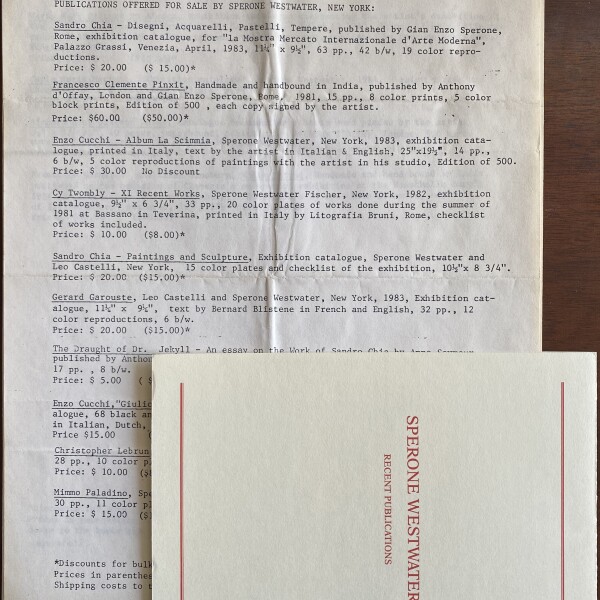 PUBLICATIONS OFFERED FOR SALE BY SPERONE WESTWATER, NEW YORK:
Sandro Chia - Disegni, Acquarelli, Pastelli, Tempere, published by Gian Enzo Sperone,
Rome, exhibition catalogue, for "la Mostra Mercato Internazionale d'Arte Moderna",
Palazzo Grassi, Venezia, April, 1983, 11¼" x 9½", 63 pp., 42 b/w, 19 color repro-
ductions.
Price: $ 20.00 ($ 15.00)*
Francesco Clemente Pinxit, Handmade and handbound in India, published by Anthony
d'Offay, London and Gian Enzo Sperone, Rome, 1981, 15 pp., 8 color prints, 5 color
block prints, Edition of 500 , each copy signed by the artist.
Price: $60.00 ($50.00)*
Enzo Cucchi - Album La Scimnia, Sperone Westwater, New York, 1983, exhibition cata-
logue, printed in Italy, text by the artist in Italian & English, 25"x19½", 14 pp.,
6 b/w, 5 color reproductions of paintings with the artist in his studio, Edition of 500.
Price: $ 30.00 No Discount
Cy Twombly - XI Recent Works, Sperone Westwater Fischer, New York, 1982, exhibition
catalogue, 9½" x 6 3/4", 33 pp., 20 color plates of works done during the summer of
1981 at Bassano in Teverina, printed in Italy by Litografia Bruni, Rome, checklist
of works included.
Price: $ 10.00 ($8.00)*
Sandro Chia - Paintings and Sculpture, Exhibition catalogue, Sperone Westwater and
Leo Castelli, New York, 15 color plates and checklist of the exhibition, 10½"x 8 3/4".
Price: $ 20.00 ($15.00)*
Gerard Garouste, Leo Castelli and Sperone Westwater, New York, 1983, Exhibition cat-
alogue, 11½" x 9½", text by Bernard Blistene in French and English, 32 pp., 12
color reproductions, 6 b/w.
Price: $ 20.00 ($15.00)*
The Draught of Dr. Jekyll - An essay on the Work of Sandro Chia by Anne Seymour
published by Anthon
17 pp. , 8 b/w.
Price: $ 5.00 ( $
Enzo Cucchi,"Giulio
alogue, 68 black an
in Italian, Dutch,
Price $15.00 (
Christopher Lebrun
28 pp., 10 color p
Price: $ 10.00 ($
Mimmo Paladino, Spe
30 pp., 11 color pl
Price: $ 15.00 ($1
*Discounts for bulk
Prices in parenthes
Shipping costs to t
SPERONE WESTWATER
RECENT PUBLICATIONS